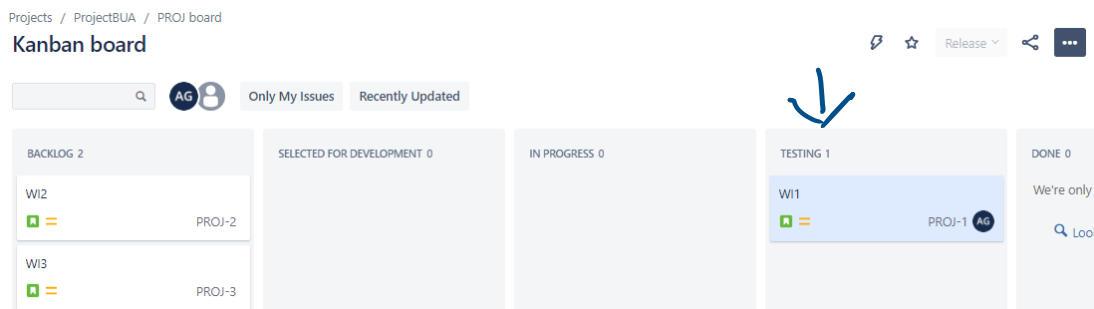 Projects / ProjectBUA / PROJ board
Kanban board
Release
AG
Only My Issues
Recently Updated
BACKLOG 2
SELECTED FOR DEVELOPMENT 0
IN PROGRESS 0
TESTING 1
DONE 0
WI2
PROJ-2
WI3
PROJ-3
WI1
PROJ-1 AG
We're only
Loo